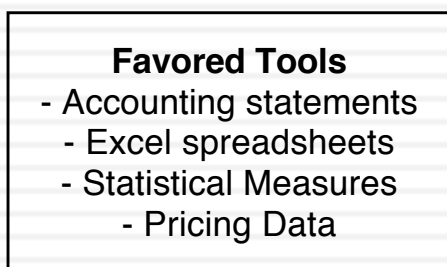 Favored Tools
- Accounting statements
- Excel spreadsheets
- Statistical Measures
- Pricing Data